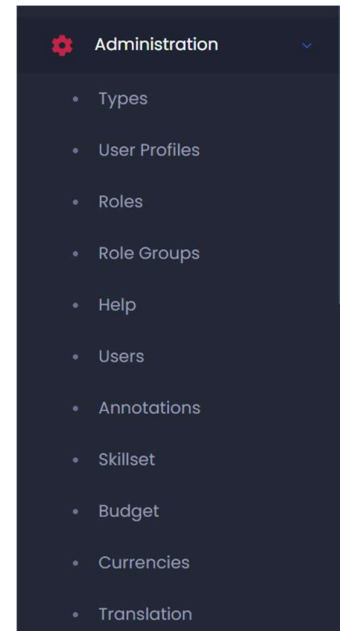 Administration
Types
User Profiles
Roles
Role Groups
Help
Users
Annotations
Skillset
Budget
Currencies
Translation